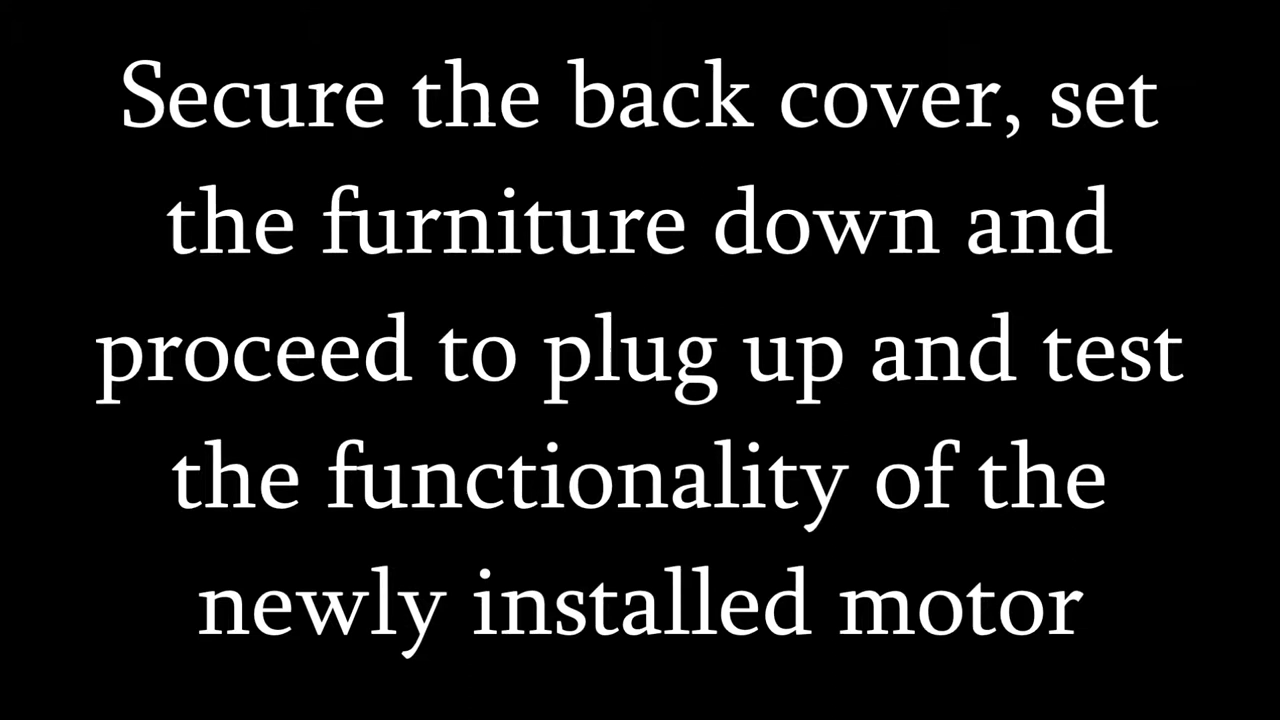 Secure the back cover, set
the furniture down and
proceed to plug up and test
the functionality of the
newly installed motor